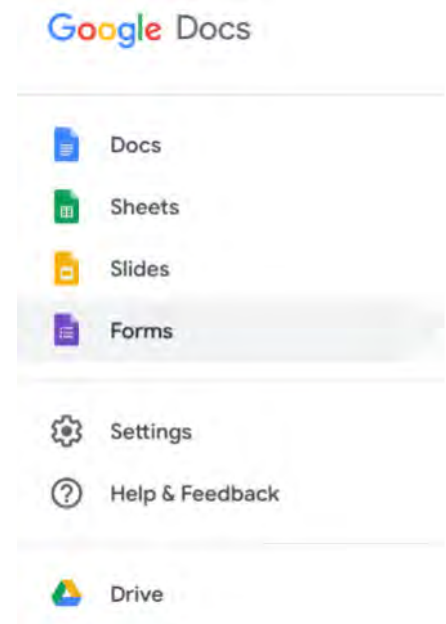 Google Docs
Docs
Sheets
Slides
Forms
Settings
Help & Feedback
Drive